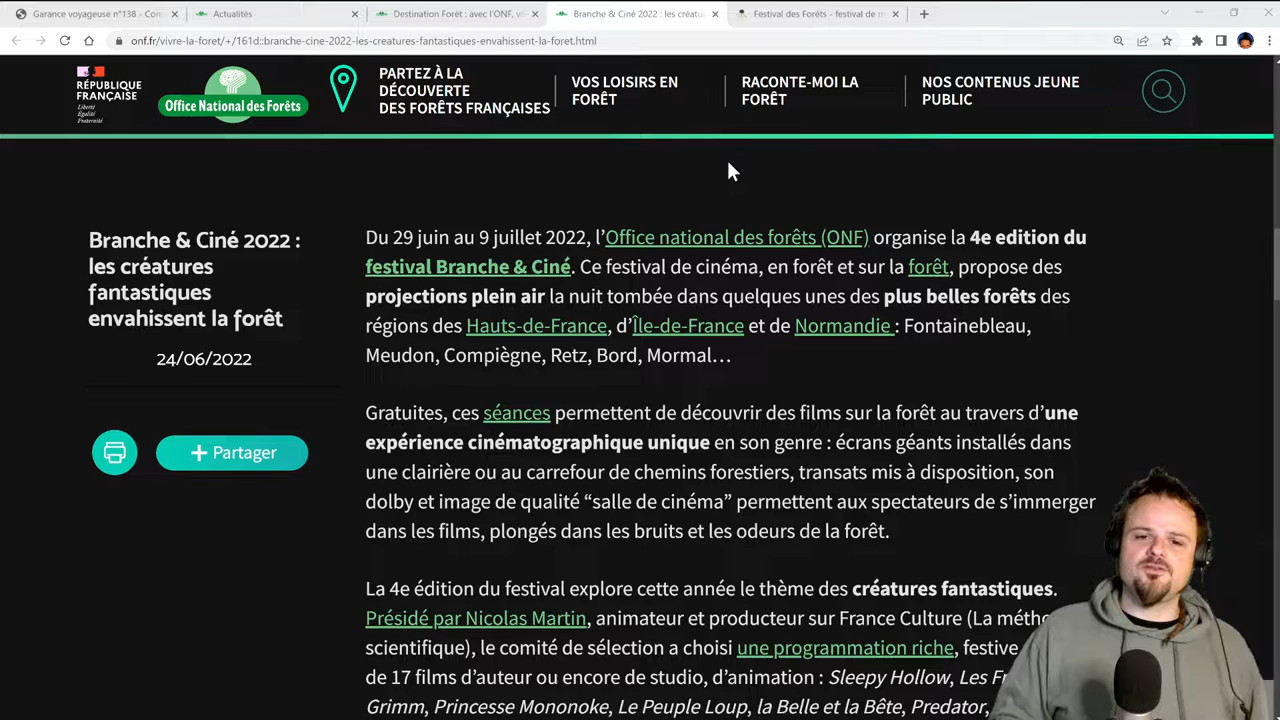 Garance voyageuse n°138 - Con
Actualités
Destination Forêt : avec l'ONF, v
Branche & Ciné 2022 : les créatu
Festival des Forêts - festival de m
onf.fr/vivre-la-foret/+/161d::branche-cine-2022-les-creatures-fantastiques-envahissent-la-foret.html
RÉPUBLIQUE
FRANÇAISE
Liberté
Égalité
Fraternité
Office National des Forêts
PARTEZ À LA
DÉCOUVERTE
DES FORÊTS FRANÇAISES
VOS LOISIRS EN
FORÊT
RACONTE-MOI LA
FORÊT
NOS CONTENUS JEUNE
PUBLIC
Branche & Ciné 2022 :
les créatures
fantastiques
envahissent la forêt
24/06/2022
+ Partager
Du 29 juin au 9 juillet 2022, l'Office national des forêts (ONF) organise la 4e edition du
festival Branche & Ciné. Ce festival de cinéma, en forêt et sur la forêt, propose des
projections plein air la nuit tombée dans quelques unes des plus belles forêts des
régions des Hauts-de-France, d'Île-de-France et de Normandie : Fontainebleau,
Meudon, Compiègne, Retz, Bord, Mormal…
Gratuites, ces séances permettent de découvrir des films sur la forêt au travers d'une
expérience cinématographique unique en son genre : écrans géants installés dans
une clairière ou au carrefour de chemins forestiers, transats mis à disposition, son
dolby et image de qualité “salle de cinéma” permettent aux spectateurs de s'immerger
dans les films, plongés dans les bruits et les odeurs de la forêt.
La 4e édition du festival explore cette année le thème des créatures fantastiques.
Présidé par Nicolas Martin, animateur et producteur sur France Culture (La métho
scientifique), le comité de sélection a choisi une programmation riche, festive
de 17 films d'auteur ou encore de studio, d'animation : Sleepy Hollow, Les Fr
Grimm, Princesse Mononoke, Le Peuple Loup, la Belle et la Bête, Predator,